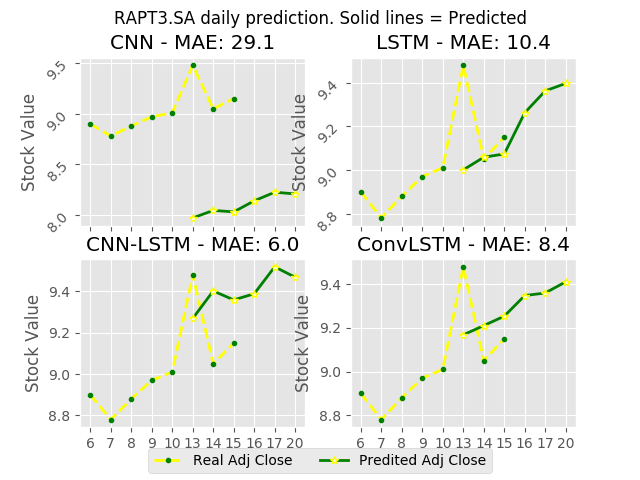 RAPT3.SA daily prediction. Solid lines = Predicted
CNN - MAE: 29.1
LSTM - MAE: 10.4
Stock Value
9.5
9.0
8.5
8.0
Stock Value
9.4
9.2
9.0
8.8
CNN-LSTM - MAE: 6.0
ConvLSTM - MAE: 8.4
Stock Value
9.4
9.2
9.0
8.8
6 7 8 9 10 13 14 15 16 17 20
Stock Value
9.4
9.2
9.0
8.8
6 7 8 9 10 13 14 15 16 17 20
Real Adj Close
Predited Adj Close